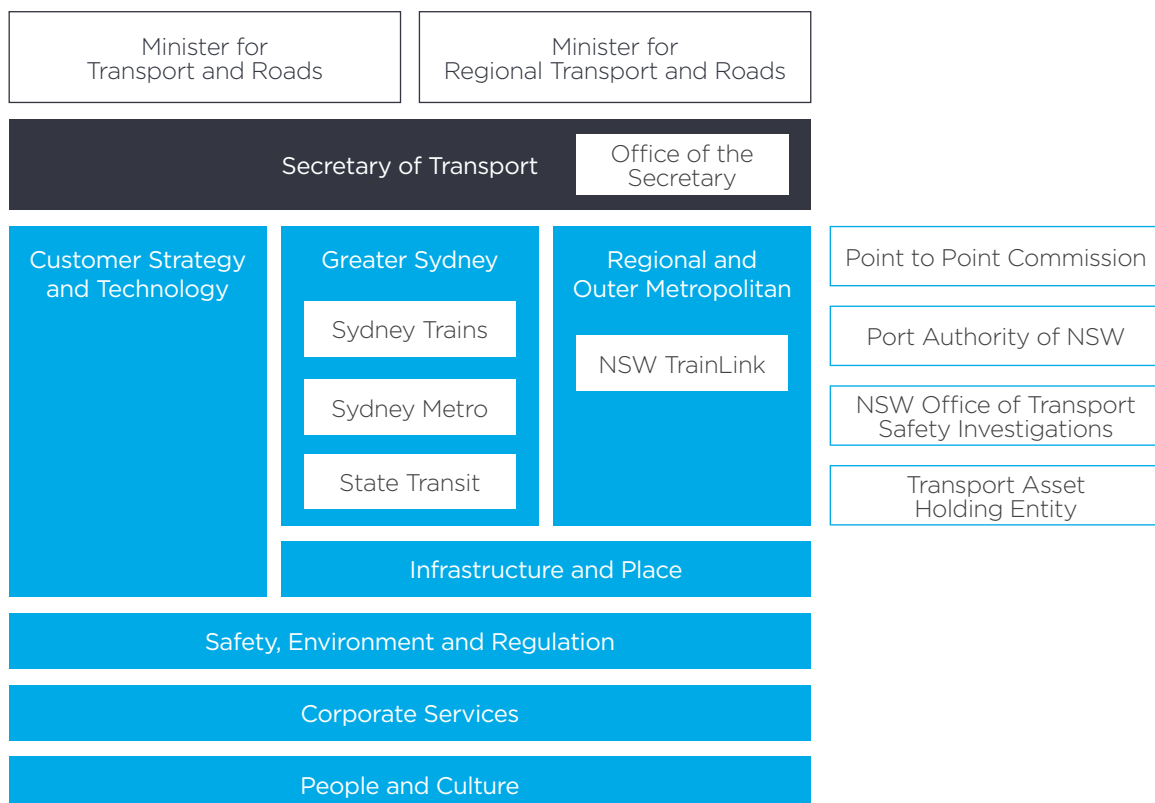 Minister for
Transport and Roads
Minister for
Regional Transport and Roads
Secretary of Transport
Office of the
Secretary
Customer Strategy
and Technology
Greater Sydney
Sydney Trains
Sydney Metro
State Transit
Regional and
Outer Metropolitan
NSW TrainLink
Point to Point Commission
Port Authority of NSW
NSW Office of Transport
Safety Investigations
Transport Asset
Holding Entity
Infrastructure and Place
Safety, Environment and Regulation
Corporate Services
People and Culture